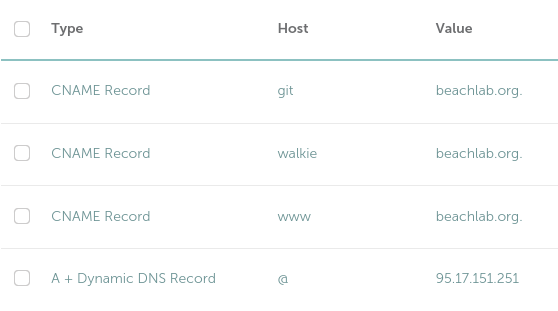 Type Host Value
CNAME Record git beachlab.org.
CNAME Record walkie beachlab.org.
CNAME Record www beachlab.org.
A + Dynamic DNS Record @ 95.17.151.251